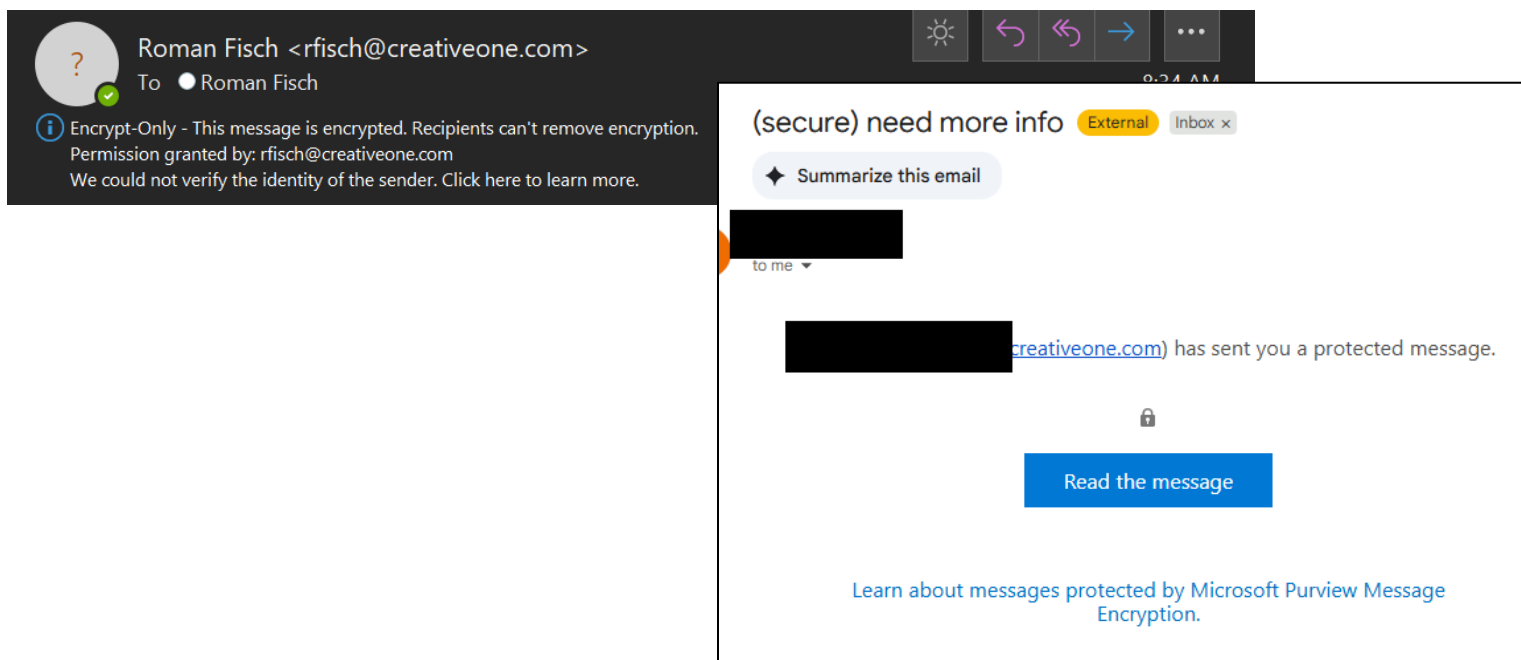 Roman Fisch <rfisch@creativeone.com>
To Roman Fisch
Encrypt-Only - This message is encrypted. Recipients can't remove encryption.
Permission granted by: rfisch@creativeone.com
We could not verify the identity of the sender. Click here to learn more.
8:34 AM
(secure) need more info External Inbox ×
Summarize this email
to me
creativeone.com) has sent you a protected message.
Read the message
Learn about messages protected by Microsoft Purview Message
Encryption.